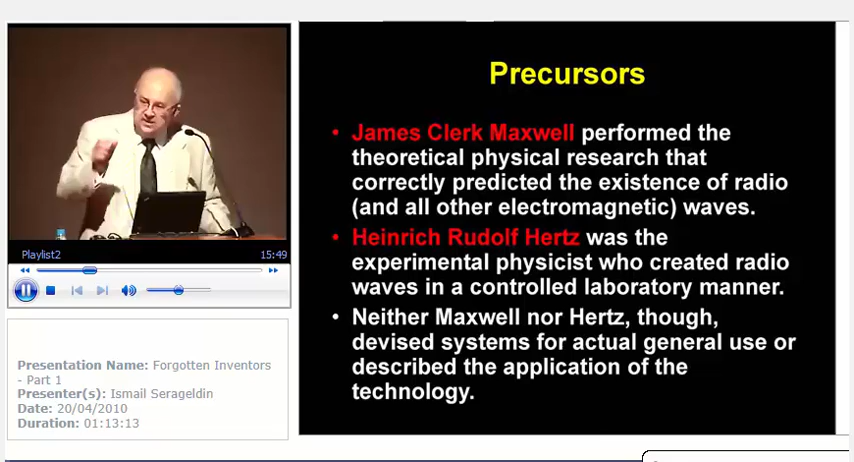 Playlist2
15:49
Presentation Name: Forgotten Inventors
- Part 1
Presenter(s): Ismail Serageldin
Date: 20/04/2010
Duration: 01:13:13
Precursors
• James Clerk Maxwell performed the
theoretical physical research that
correctly predicted the existence of radio
(and all other electromagnetic) waves.
• Heinrich Rudolf Hertz was the
experimental physicist who created radio
waves in a controlled laboratory manner.
• Neither Maxwell nor Hertz, though,
devised systems for actual general use or
described the application of the
technology.